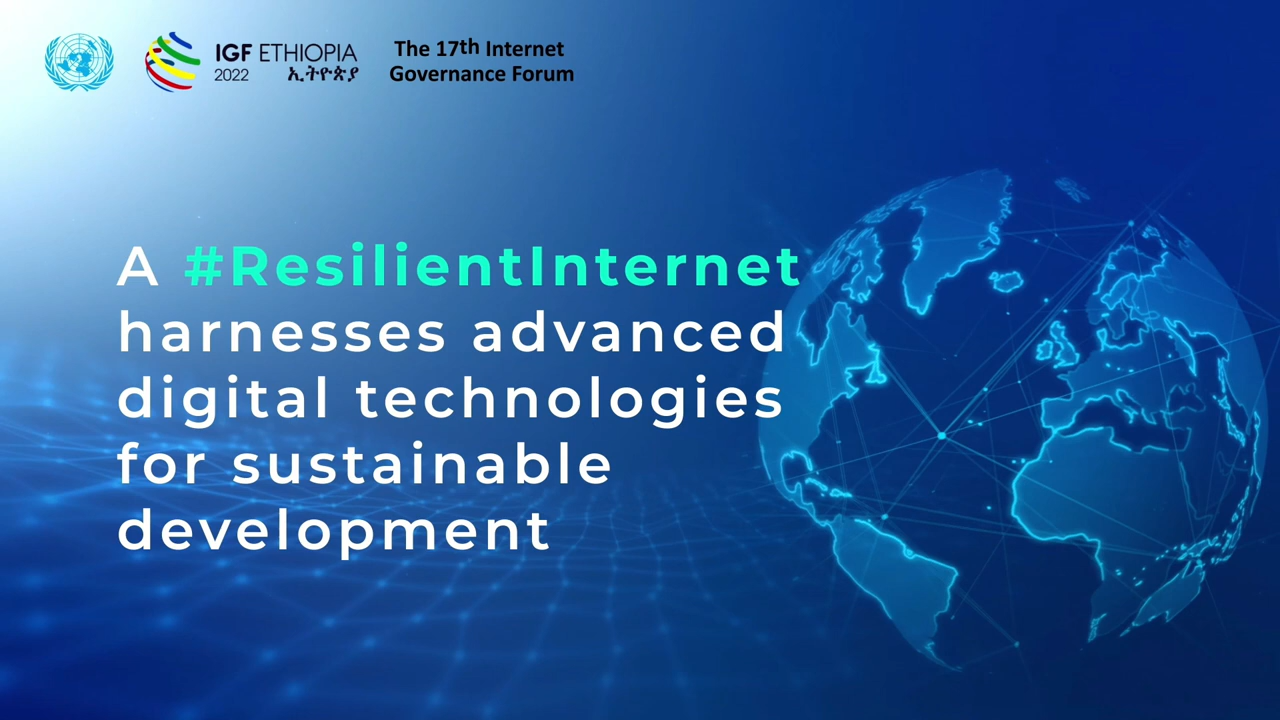 IGF ETHIOPIA
2022 ኢትዮጵያ
The 17th Internet
Governance Forum
A #ResilientInternet
harnesses advanced
digital technologies
for sustainable
development